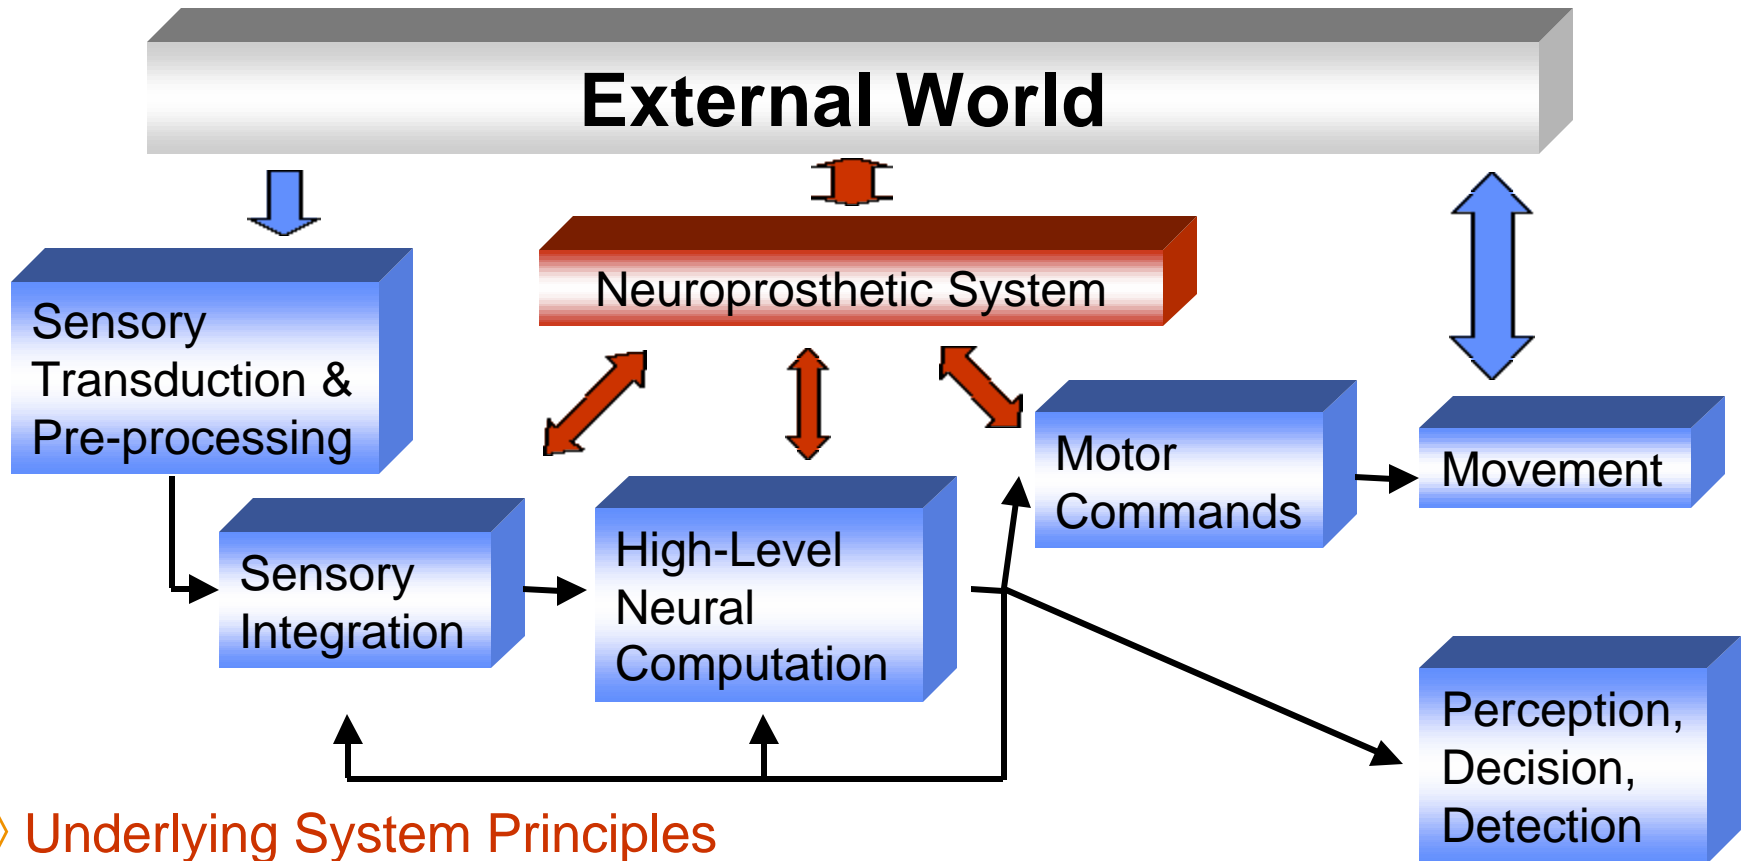 External World
Neuroprosthetic System
Sensory
Transduction &
Pre-processing
Motor
Commands
Movement
Sensory
Integration
High-Level
Neural
Computation
Perception,
Decision,
Detection
Underlying System Principles